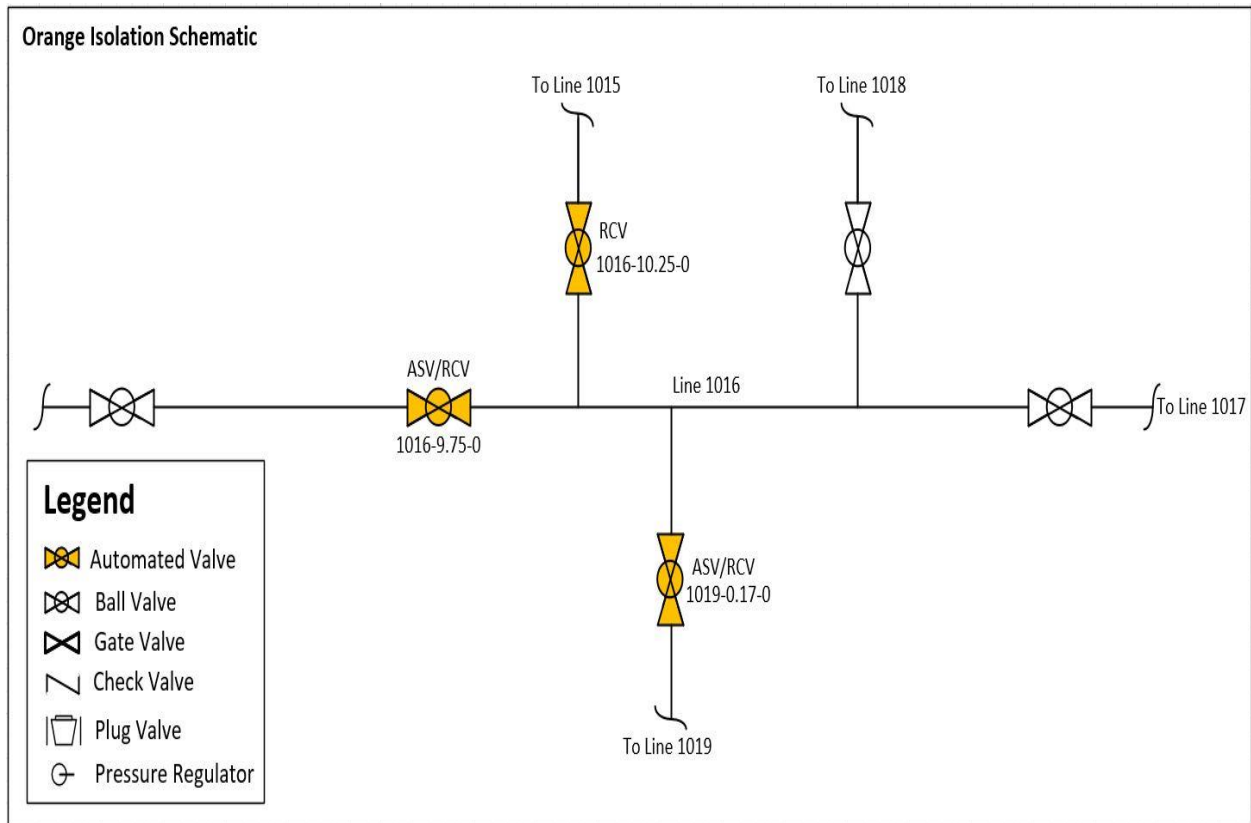 Orange Isolation Schematic
To Line 1015
To Line 1018
RCV
1016-10.25-0
ASV/RCV
1016-9.75-0
Line 1016
To Line 1017
ASV/RCV
1019-0.17-0
To Line 1019
Legend
Automated Valve
Ball Valve
Gate Valve
Check Valve
Plug Valve
Pressure Regulator